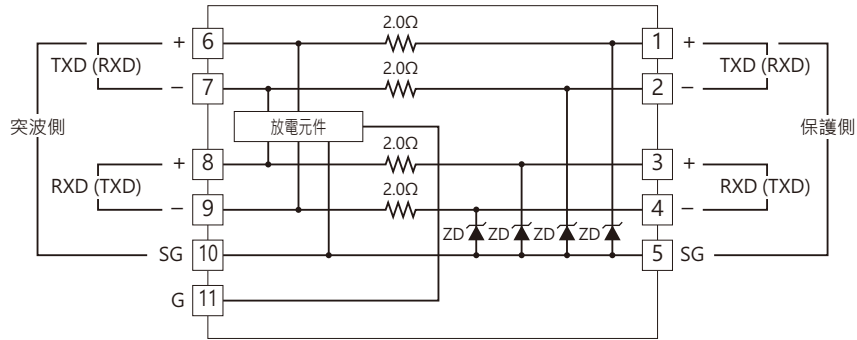 2.0Ω
+ 6 1 +
TXD (RXD) TXD (RXD)
2.0Ω
− 7 2 −
突波側 放電元件 保護側
2.0Ω
+ 8 3 +
RXD (TXD) RXD (TXD)
2.0Ω
− 9 4 −
ZD ZD ZD ZD
SG 10 5 SG
G 11